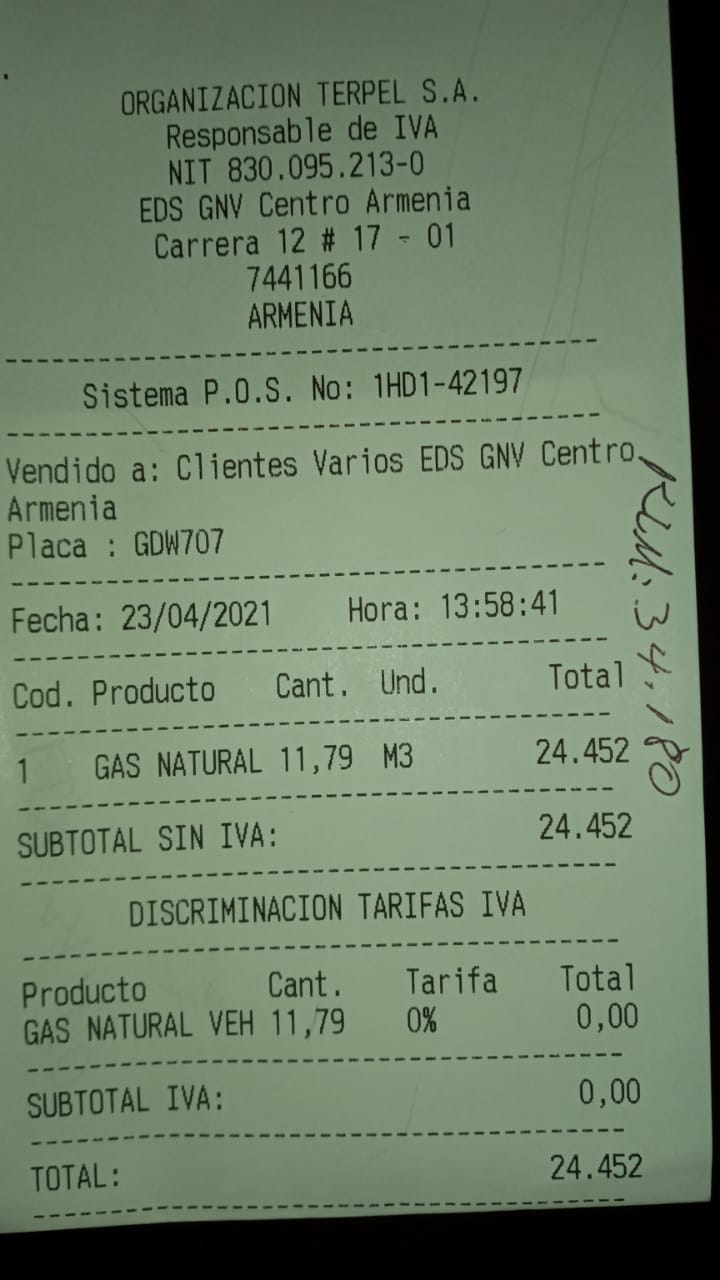 ORGANIZACION TERPEL S.A.
Responsable de IVA
NIT 830.095.213-0
EDS GNV Centro Armenia
Carrera 12 # 17 - 01
7441166
ARMENIA
Sistema P.O.S. No: 1HD1-42197
Vendido a: Clientes Varios EDS GNV Centro
Armenia
Placa : GDW707
Fecha: 23/04/2021 Hora: 13:58:41
Cod. Producto Cant. Und. Total
1 GAS NATURAL 11,79 M3 24.452
SUBTOTAL SIN IVA: 24.452
DISCRIMINACION TARIFAS IVA
Producto Cant. Tarifa Total
GAS NATURAL VEH 11,79 0% 0,00
SUBTOTAL IVA: 0,00
TOTAL: 24.452
KLM: 34.180